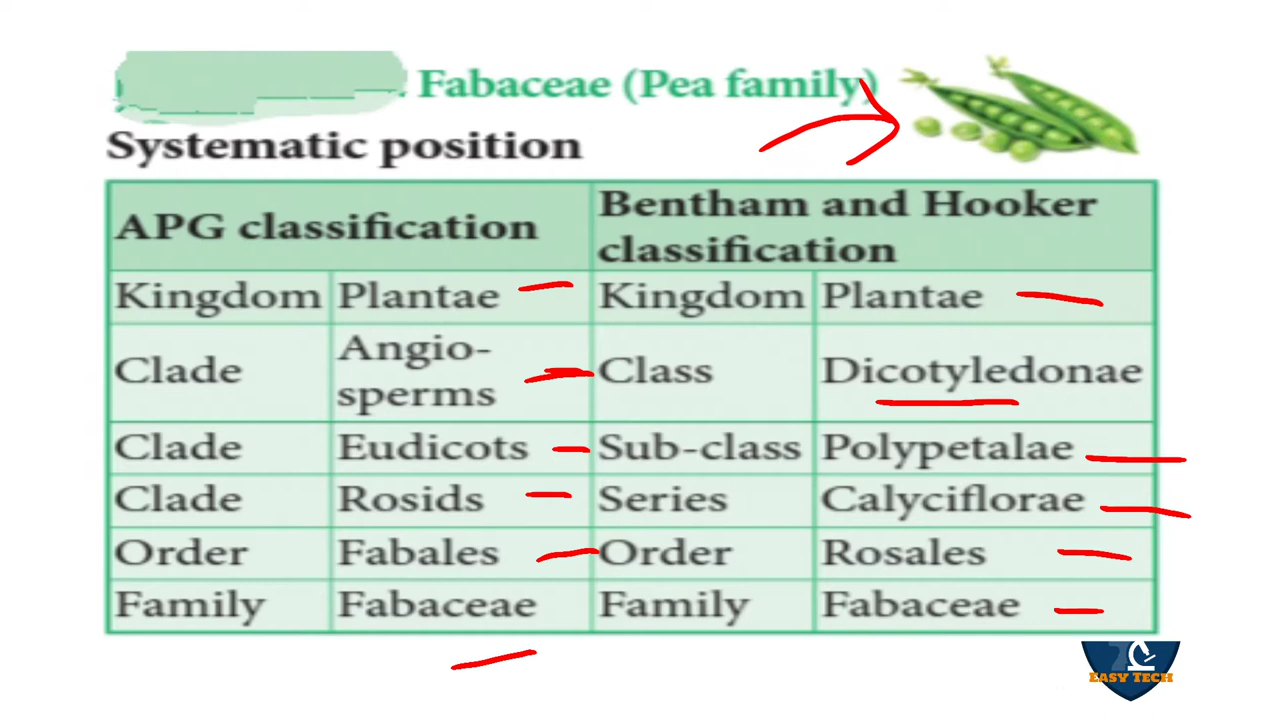 Fabaceae (Pea family)
Systematic position
APG classification
Bentham and Hooker
classification
Kingdom Plantae Kingdom Plantae
Clade Angio-
sperms Class Dicotyledonae
Clade Eudicots Sub-class Polypetalae
Clade Rosids Series Calyciflorae
Order Fabales Order Rosales
Family Fabaceae Family Fabaceae
EASY TECH